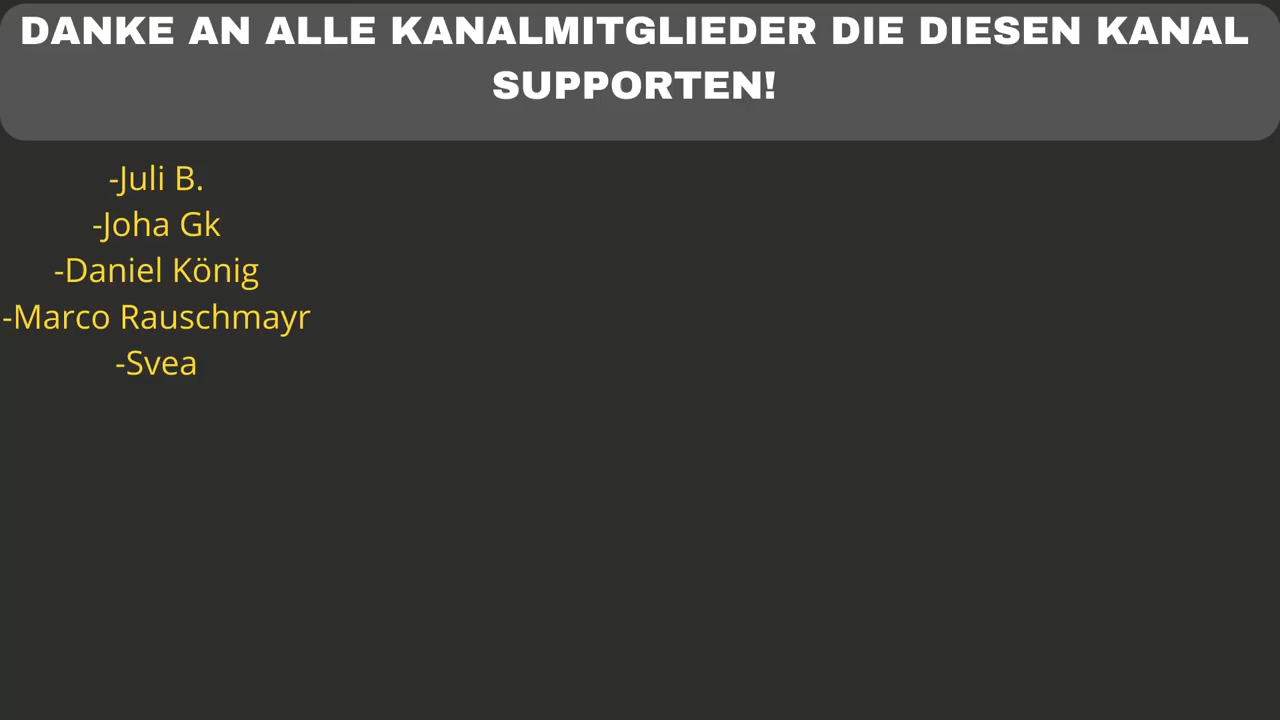 DANKE AN ALLE KANALMITGLIEDER DIE DIESEN KANAL
SUPPORTEN!
-Juli B.
-Joha Gk
-Daniel König
-Marco Rauschmayr
-Svea